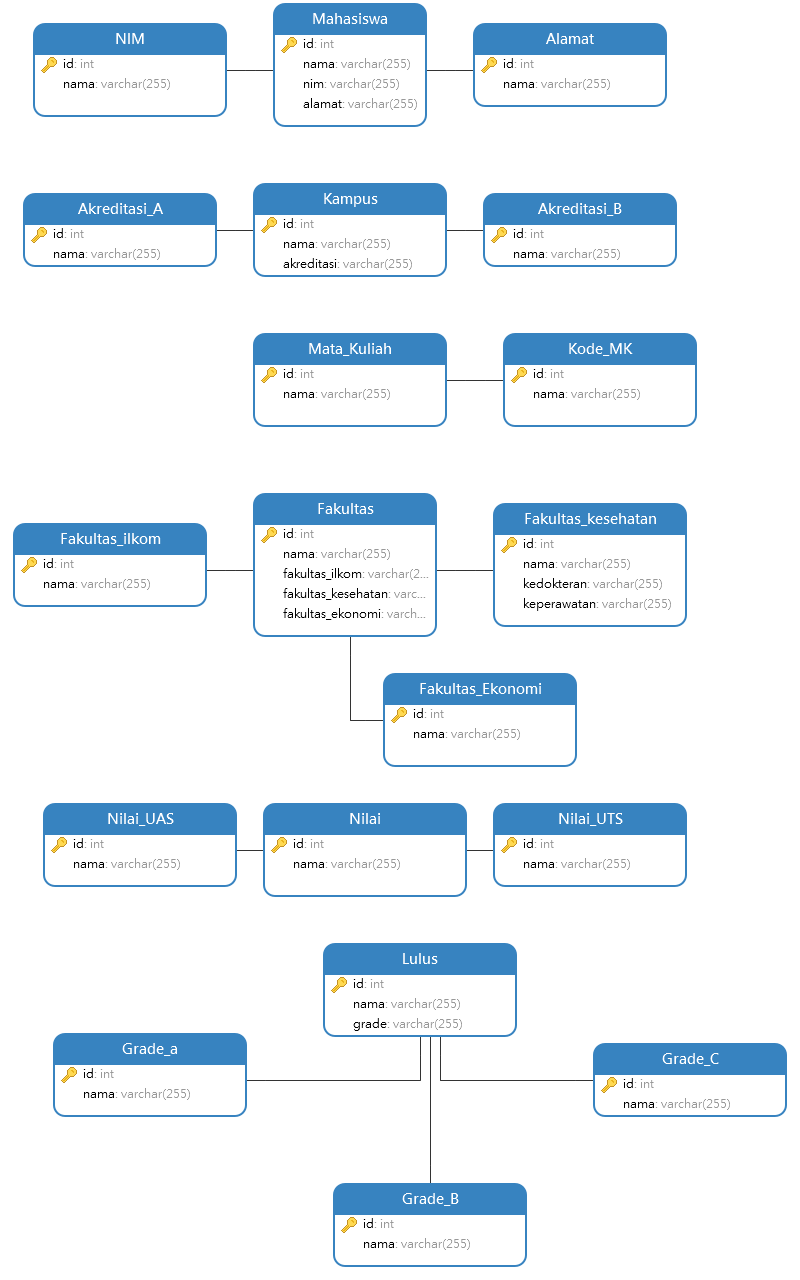 NIM
id: int
nama: varchar(255)
Mahasiswa
id: int
nama: varchar(255)
nim: varchar(255)
alamat: varchar(255)
Alamat
id: int
nama: varchar(255)
Akreditasi_A
id: int
nama: varchar(255)
Kampus
id: int
nama: varchar(255)
akreditasi: varchar(255)
Akreditasi_B
id: int
nama: varchar(255)
Mata_Kuliah
id: int
nama: varchar(255)
Kode_MK
id: int
nama: varchar(255)
Fakultas_ilkom
id: int
nama: varchar(255)
Fakultas
id: int
nama: varchar(255)
fakultas_ilkom: varchar(2...
fakultas_kesehatan: varc...
fakultas_ekonomi: varch...
Fakultas_kesehatan
id: int
nama: varchar(255)
kedokteran: varchar(255)
keperawatan: varchar(255)
Fakultas_Ekonomi
id: int
nama: varchar(255)
Nilai_UAS
id: int
nama: varchar(255)
Nilai
id: int
nama: varchar(255)
Nilai_UTS
id: int
nama: varchar(255)
Lulus
id: int
nama: varchar(255)
grade: varchar(255)
Grade_a
id: int
nama: varchar(255)
Grade_C
id: int
nama: varchar(255)
Grade_B
id: int
nama: varchar(255)